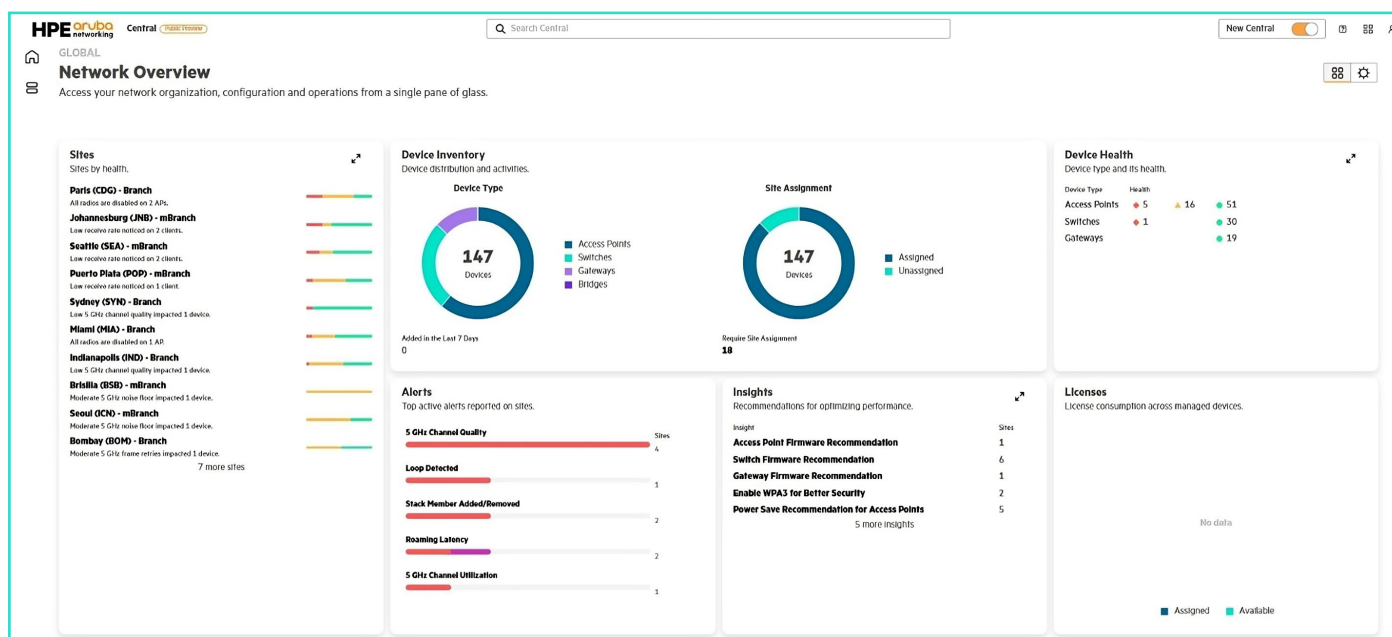 HPE aruba networking Central Public Preview
Search Central
New Central
GLOBAL
Network Overview
Access your network organization, configuration and operations from a single pane of glass.
Sites
Sites by health.
Paris (CDG) - Branch
All radios are disabled on 2 APs.
Johannesburg (JNB) - mBranch
Low receive rate noticed on 2 clients.
Seattle (SEA) - mBranch
Low receive rate noticed on 2 clients.
Puerto Plata (POP) - mBranch
Low receive rate noticed on 1 client.
Sydney (SYN) - Branch
Low 5 GHz channel quality impacted 1 device.
Miami (MIA) - Branch
All radios are disabled on 1 AP.
Indianapolis (IND) - Branch
Low 5 GHz channel quality impacted 1 device.
Brisilia (BSB) - mBranch
Moderate 5 GHz noise floor impacted 1 device.
Seoul (ICN) - mBranch
Moderate 5 GHz noise floor impacted 1 device.
Bombay (BOM) - Branch
Moderate 5 GHz frame retries impacted 1 device.
7 more sites
Device Inventory
Device distribution and activities.
Device Type
147
Devices
Access Points
Switches
Gateways
Bridges
Added in the Last 7 Days
0
Site Assignment
147
Devices
Assigned
Unassigned
Require Site Assignment
18
Device Health
Device type and its health.
Device Type Health
Access Points 5 16 51
Switches 1 30
Gateways 19
Alerts
Top active alerts reported on sites.
Sites
5 GHz Channel Quality
4
Loop Detected
1
Stack Member Added/Removed
2
Roaming Latency
2
5 GHz Channel Utilization
1
Insights
Recommendations for optimizing performance.
Insight Sites
Access Point Firmware Recommendation 1
Switch Firmware Recommendation 6
Gateway Firmware Recommendation 1
Enable WPA3 for Better Security 2
Power Save Recommendation for Access Points 5
5 more insights
Licenses
License consumption across managed devices.
No data
Assigned Available